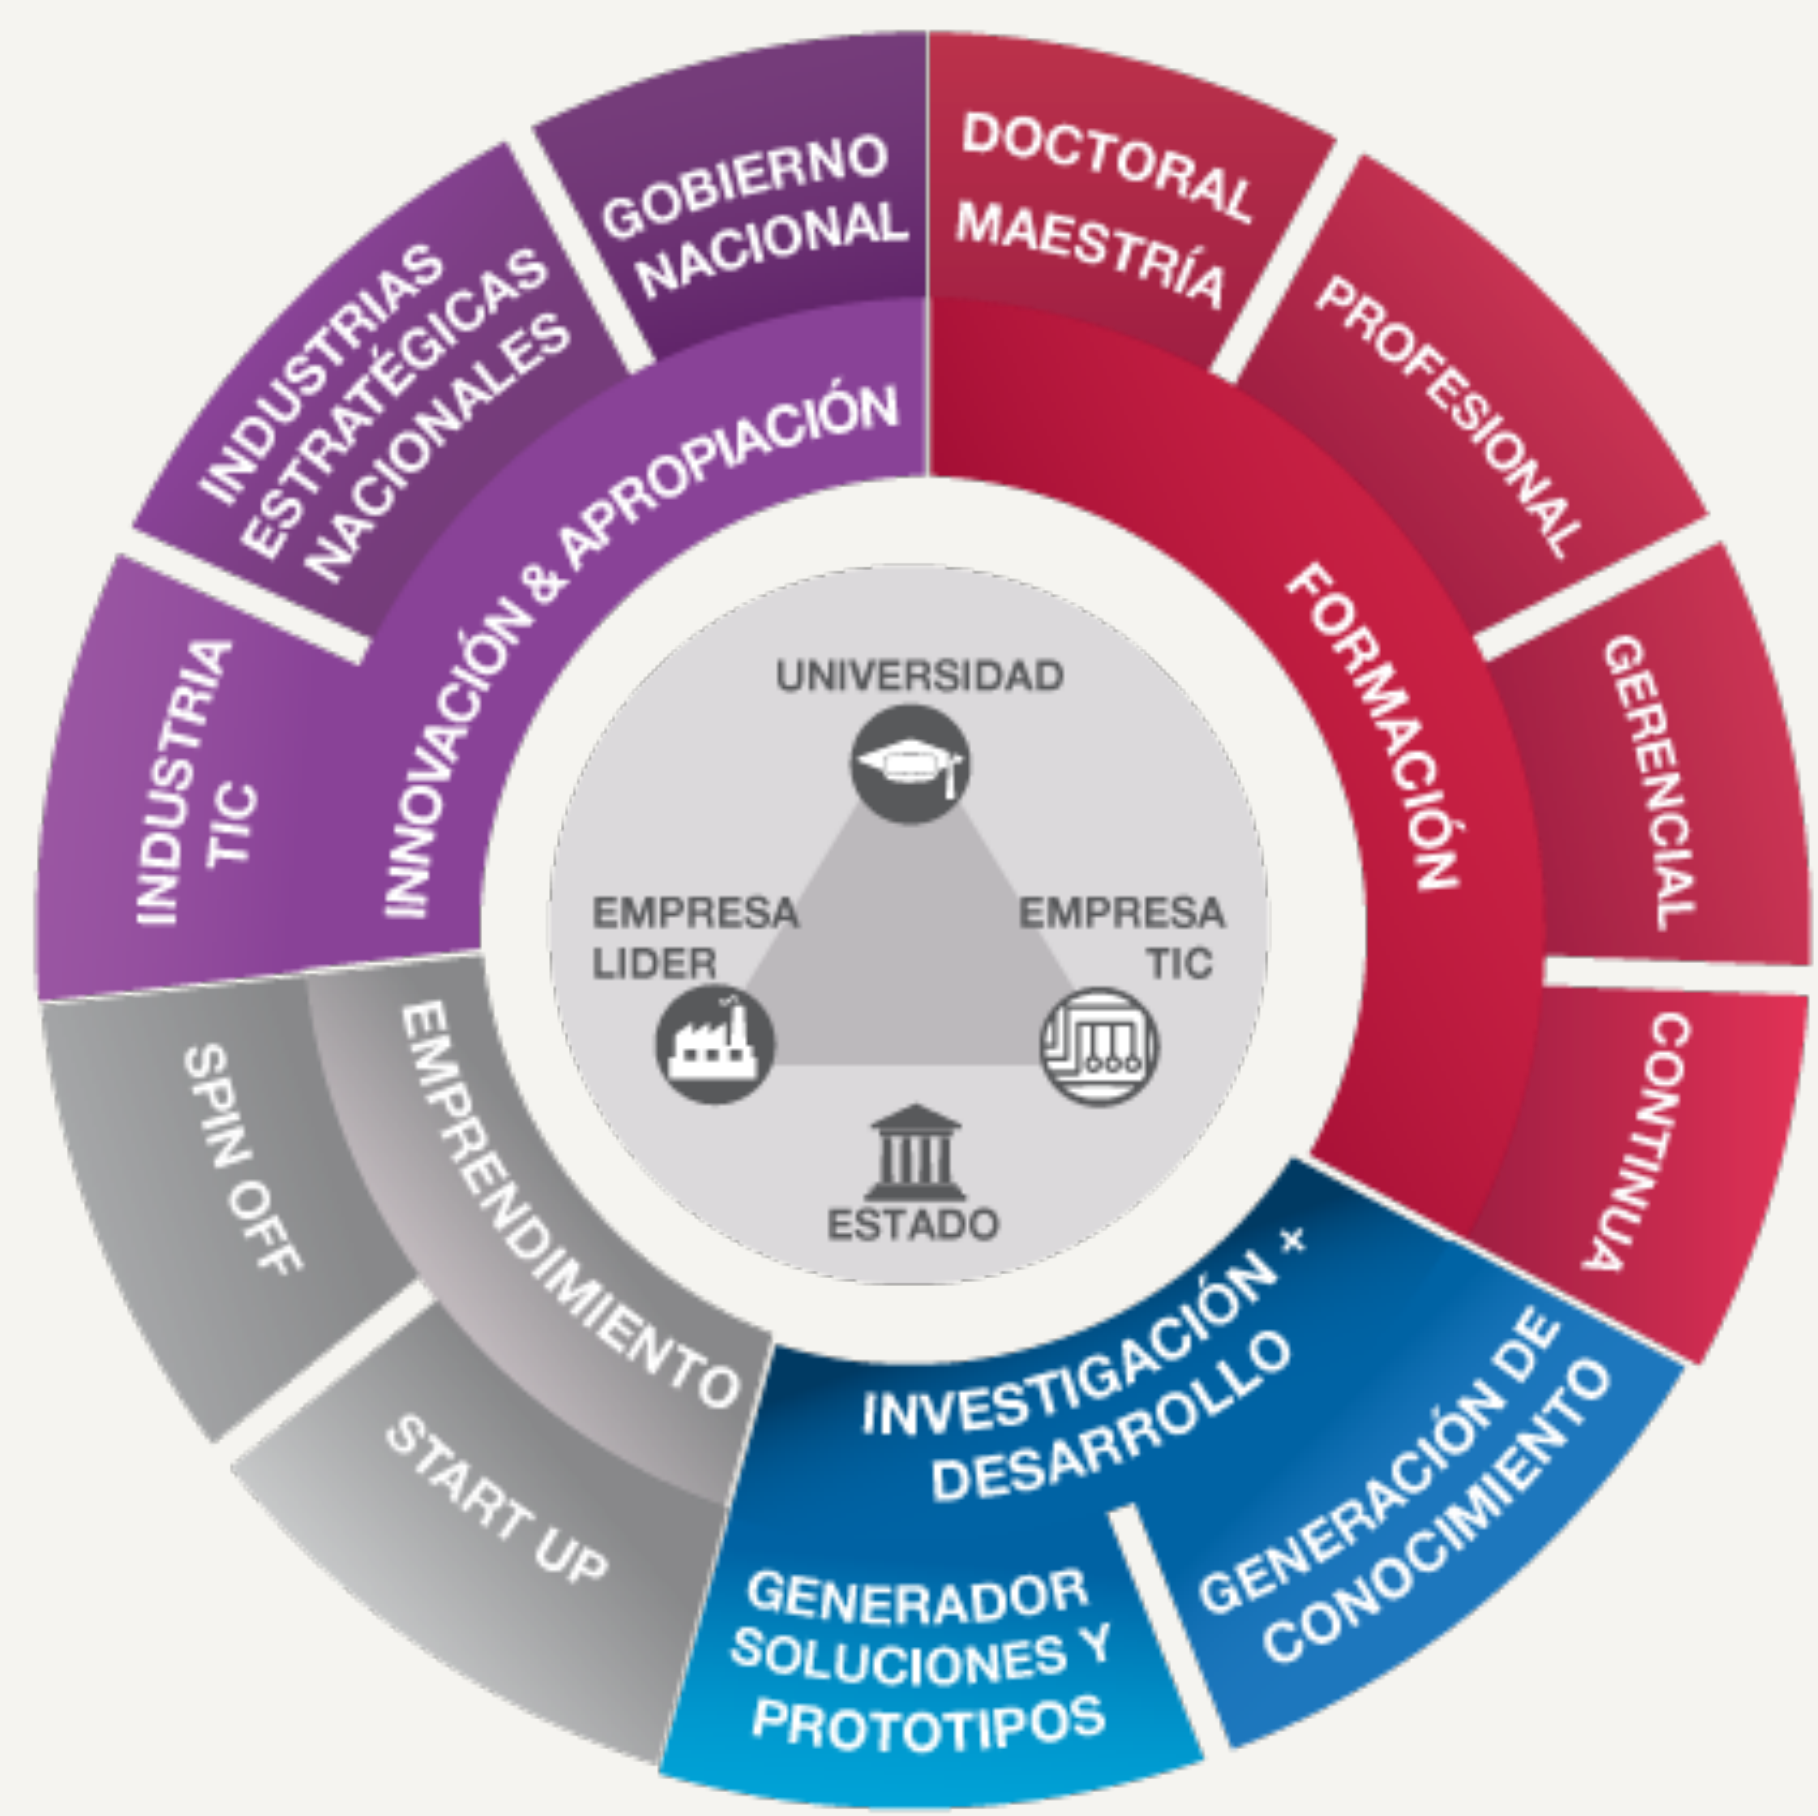 GOBIERNO
NACIONAL
DOCTORAL
MAESTRÍA
PROFESIONAL
GERENCIAL
CONTINUA
FORMACIÓN
GENERACIÓN DE
CONOCIMIENTO
GENERADOR
SOLUCIONES Y
PROTOTIPOS
INVESTIGACIÓN +
DESARROLLO
START UP
SPIN OFF
EMPRENDIMIENTO
INDUSTRIA
TIC
INDUSTRIAS
ESTRATÉGICAS
NACIONALES
INNOVACIÓN & APROPIACIÓN
UNIVERSIDAD
EMPRESA
LIDER
EMPRESA
TIC
ESTADO